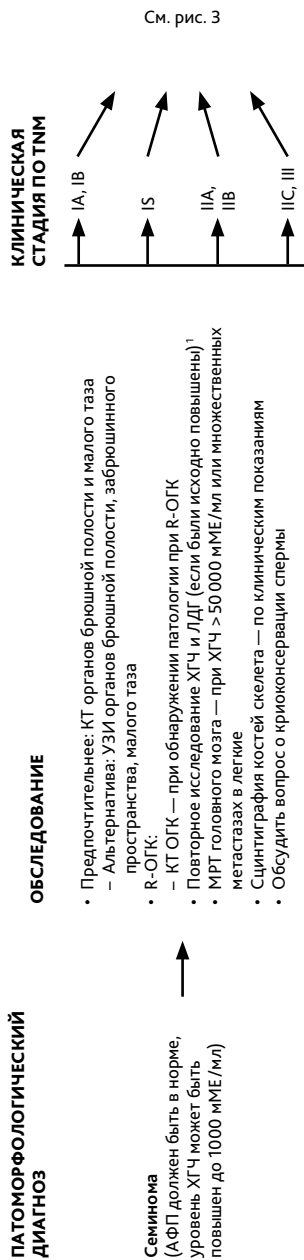 ПАТОМОРФОЛОГИЧЕСКИЙ
ДИАГНОЗ
Семинома
(АФП должен быть в норме,
уровень ХГЧ может быть
повышен до 1000 мМЕ/мл)
ОБСЛЕДОВАНИЕ
• Предпочтительнее: КТ органов брюшной полости и малого таза
– Альтернатива: УЗИ органов брюшной полости, забрюшинного
пространства, малого таза
• R-ОГК:
– КТ ОГК — при обнаружении патологии при R-ОГК
• Повторное исследование ХГЧ и ЛДГ (если были исходно повышены) ¹
• МРТ головного мозга — при ХГЧ > 50 000 мМЕ/мл или множественных
метастазах в легкие
• Сцинтиграфия костей скелета — по клиническим показаниям
• Обсудить вопрос о криоконсервации спермы
КЛИНИЧЕСКАЯ
СТАДИЯ ПО TNM
IA, IB
IS
IIA,
IIB
IIC, III
См. рис. 3